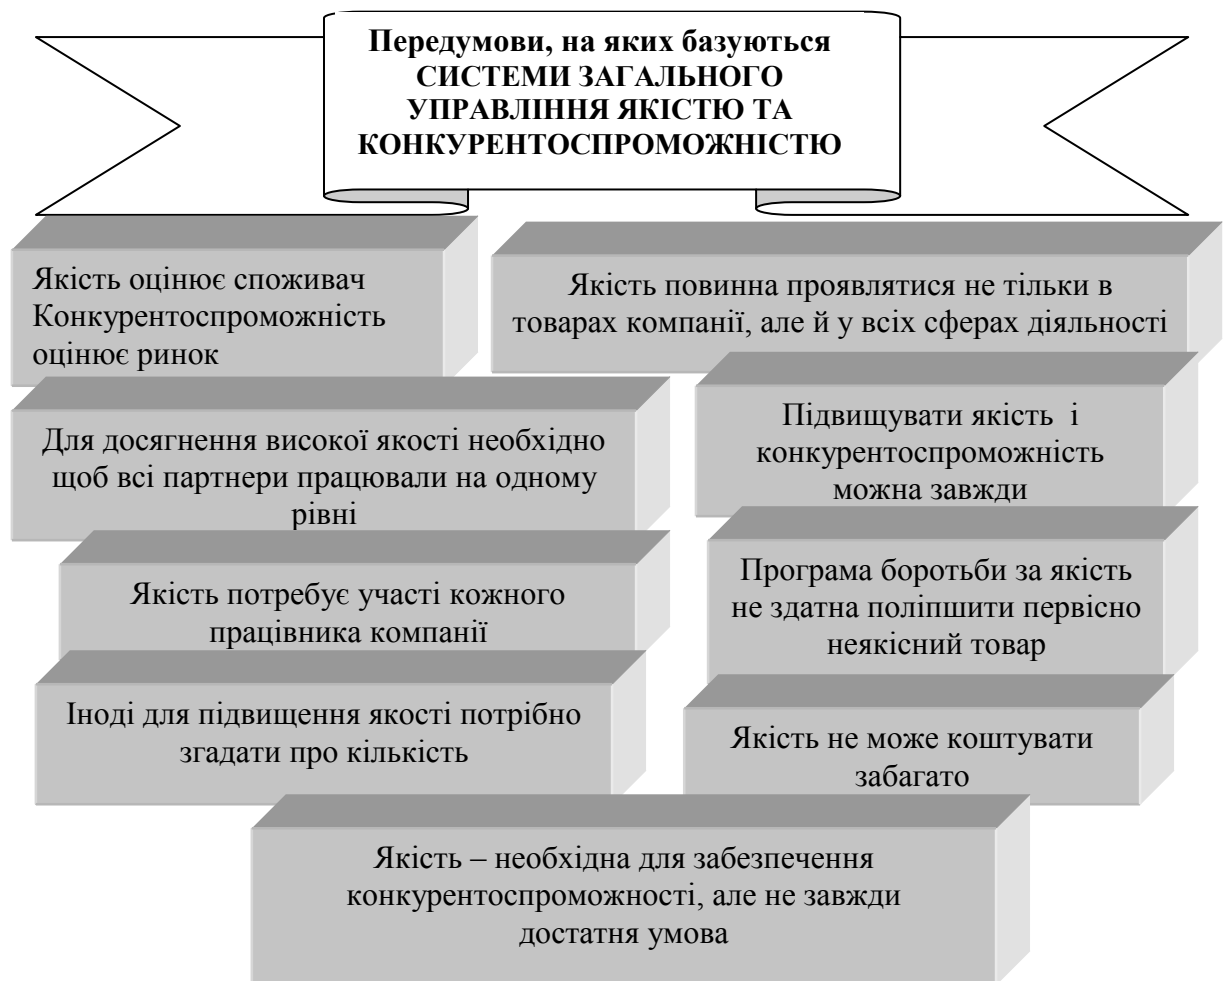 Передумови, на яких базуються
СИСТЕМИ ЗАГАЛЬНОГО
УПРАВЛІННЯ ЯКІСТЮ ТА
КОНКУРЕНТОСПРОМОЖНІСТЮ
Якість оцінює споживач
Конкурентоспроможність
оцінює ринок
Якість повинна проявлятися не тільки в
товарах компанії, але й у всіх сферах діяльності
Для досягнення високої якості необхідно
щоб всі партнери працювали на одному
рівні
Підвищувати якість і
конкурентоспроможність
можна завжди
Якість потребує участі кожного
працівника компанії
Програма боротьби за якість
не здатна поліпшити первісно
неякісний товар
Іноді для підвищення якості потрібно
згадати про кількість
Якість не може коштувати
забагато
Якість – необхідна для забезпечення
конкурентоспроможності, але не завжди
достатня умова